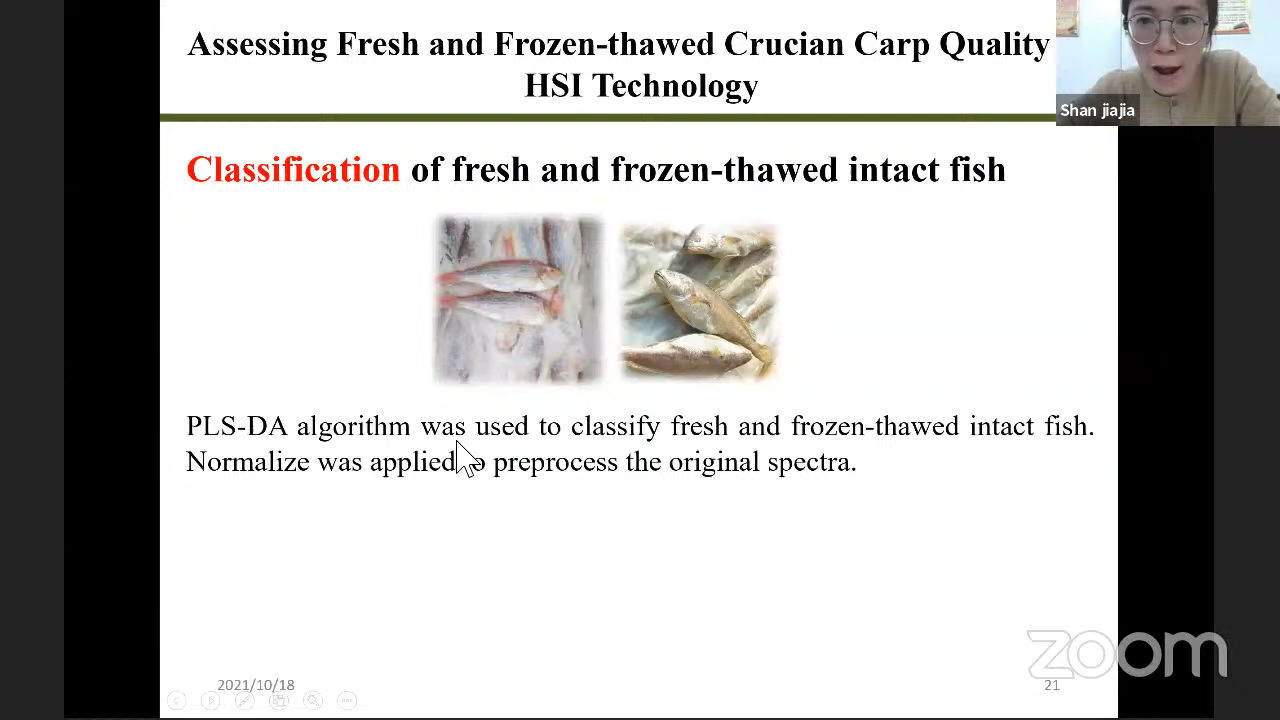 Assessing Fresh and Frozen-thawed Crucian Carp Quality
HSI Technology
Shan jiajia
Classification of fresh and frozen-thawed intact fish
PLS-DA algorithm was used to classify fresh and frozen-thawed intact fish.
Normalize was applied to preprocess the original spectra.
zoom
2021/10/18
21